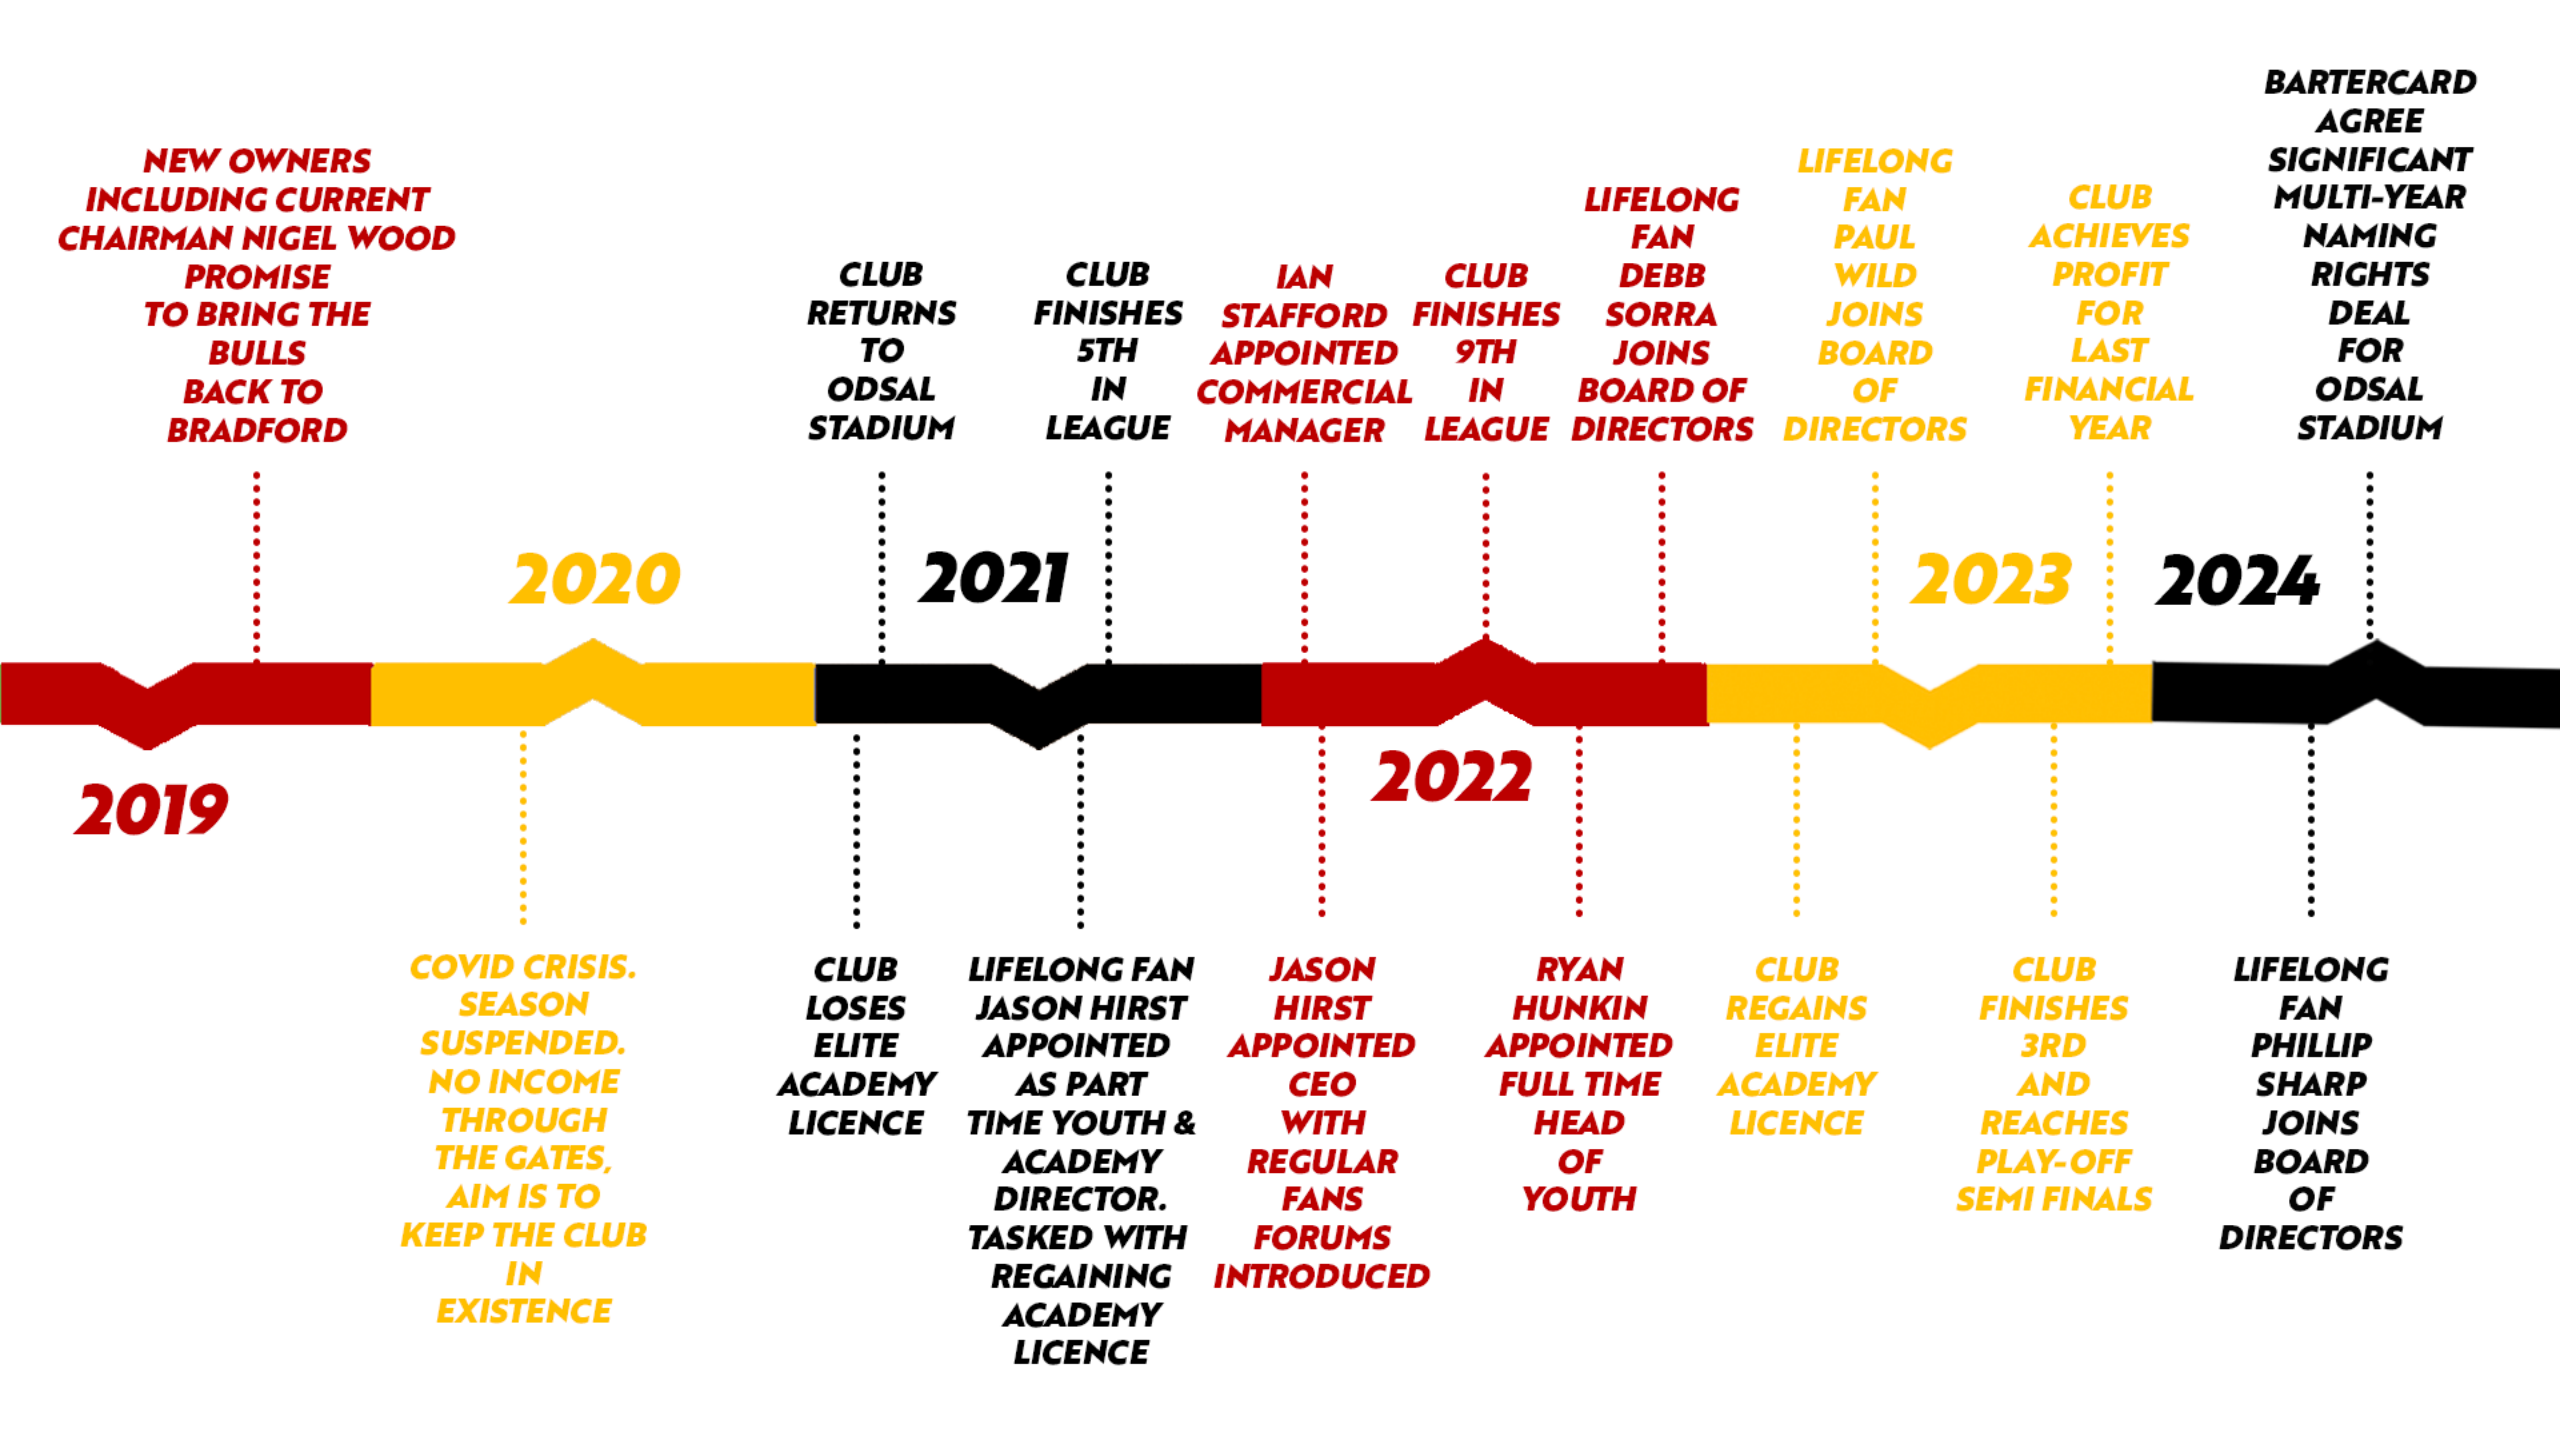 NEW OWNERS
INCLUDING CURRENT
CHAIRMAN NIGEL WOOD
PROMISE
TO BRING THE
BULLS
BACK TO
BRADFORD
2019
2020
COVID CRISIS.
SEASON
SUSPENDED.
NO INCOME
THROUGH
THE GATES,
AIM IS TO
KEEP THE CLUB
IN
EXISTENCE
CLUB
RETURNS
TO
ODSAL
STADIUM
CLUB
FINISHES
5TH
IN
LEAGUE
2021
CLUB
LOSES
ELITE
ACADEMY
LICENCE
LIFELONG FAN
JASON HIRST
APPOINTED
AS PART
TIME YOUTH &
ACADEMY
DIRECTOR.
TASKED WITH
REGAINING
ACADEMY
LICENCE
IAN
STAFFORD
APPOINTED
COMMERCIAL
MANAGER
CLUB
FINISHES
9TH
IN
LEAGUE
LIFELONG
FAN
DEBB
SORRA
JOINS
BOARD OF
DIRECTORS
2022
JASON
HIRST
APPOINTED
CEO
WITH
REGULAR
FANS
FORUMS
INTRODUCED
RYAN
HUNKIN
APPOINTED
FULL TIME
HEAD
OF
YOUTH
LIFELONG
FAN
PAUL
WILD
JOINS
BOARD
OF
DIRECTORS
CLUB
ACHIEVES
PROFIT
FOR
LAST
FINANCIAL
YEAR
2023
CLUB
REGAINS
ELITE
ACADEMY
LICENCE
CLUB
FINISHES
3RD
AND
REACHES
PLAY-OFF
SEMI FINALS
BARTERCARD
AGREE
SIGNIFICANT
MULTI-YEAR
NAMING
RIGHTS
DEAL
FOR
ODSAL
STADIUM
2024
LIFELONG
FAN
PHILLIP
SHARP
JOINS
BOARD
OF
DIRECTORS